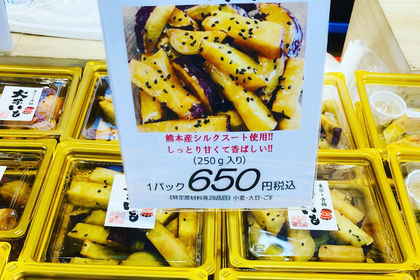 熊本産シルクスート使用!!
しっとり甘くて香ばしい!!
(250g入り)
1パック650円税込
《特定原材料等28品目》小麦・大豆・ごま
大学いも